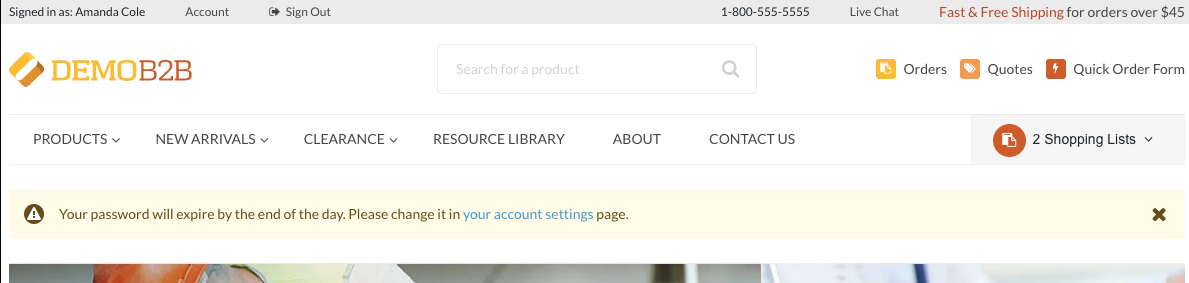 Signed in as: Amanda Cole Account Sign Out 1-800-555-5555 Live Chat Fast & Free Shipping for orders over $45
DEMOB2B Search for a product Orders Quotes Quick Order Form
PRODUCTS NEW ARRIVALS CLEARANCE RESOURCE LIBRARY ABOUT CONTACT US 2 Shopping Lists
Your password will expire by the end of the day. Please change it in your account settings page.